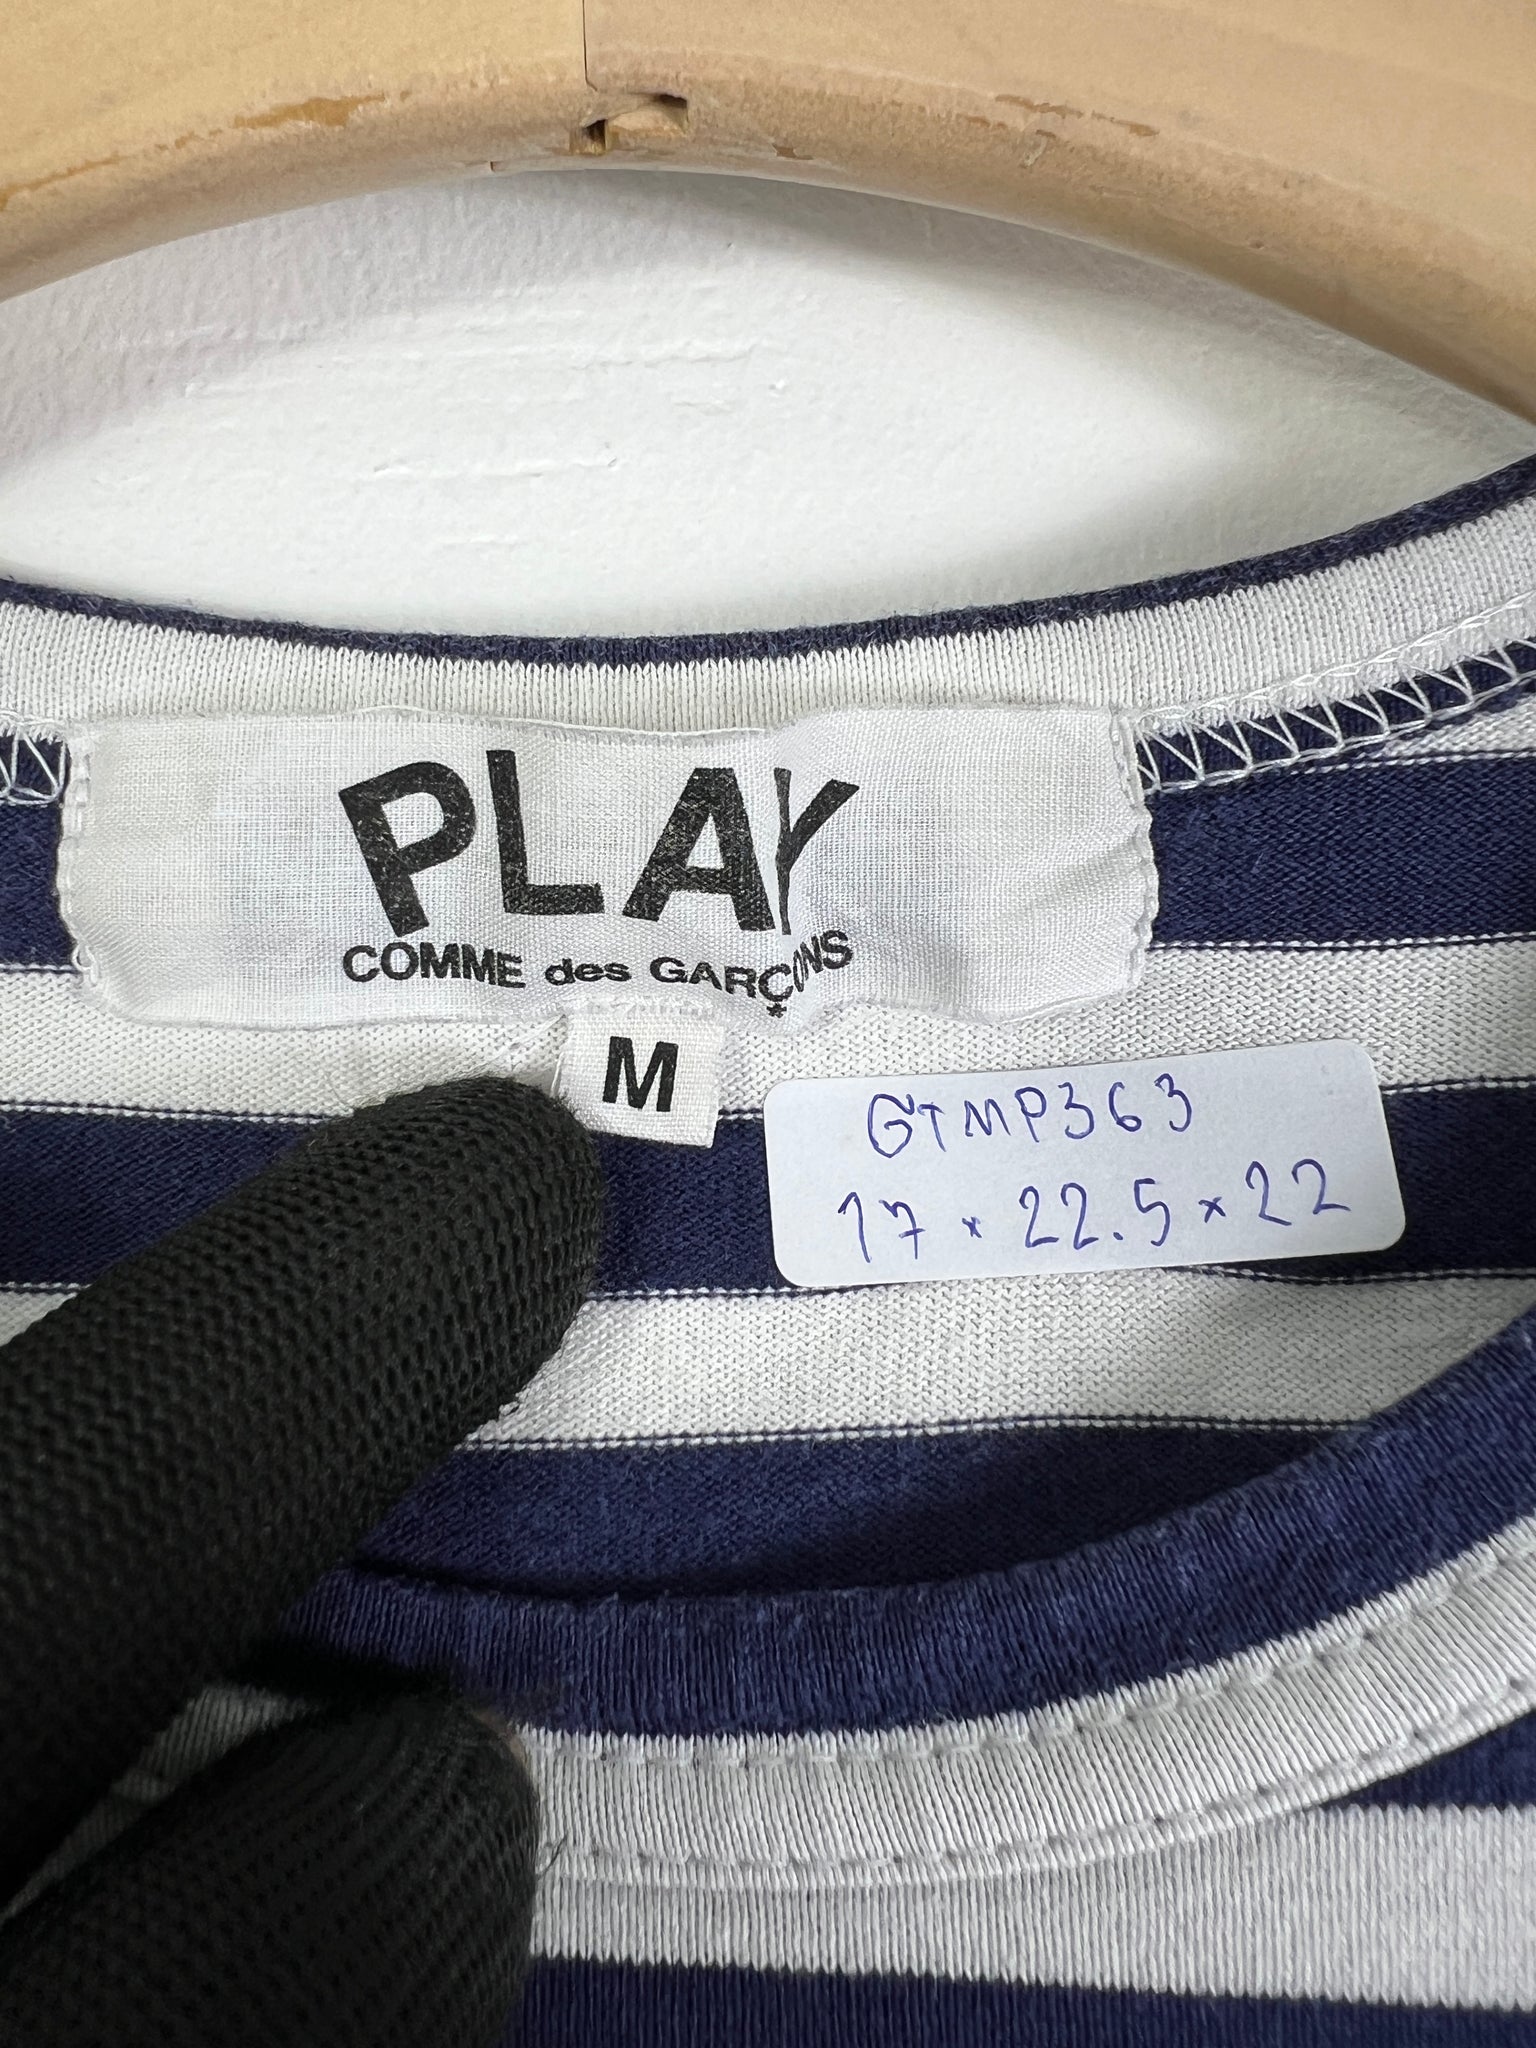 PLAY
COMME des GARÇONS
*
M
GTMP363
17 × 22.5 × 22